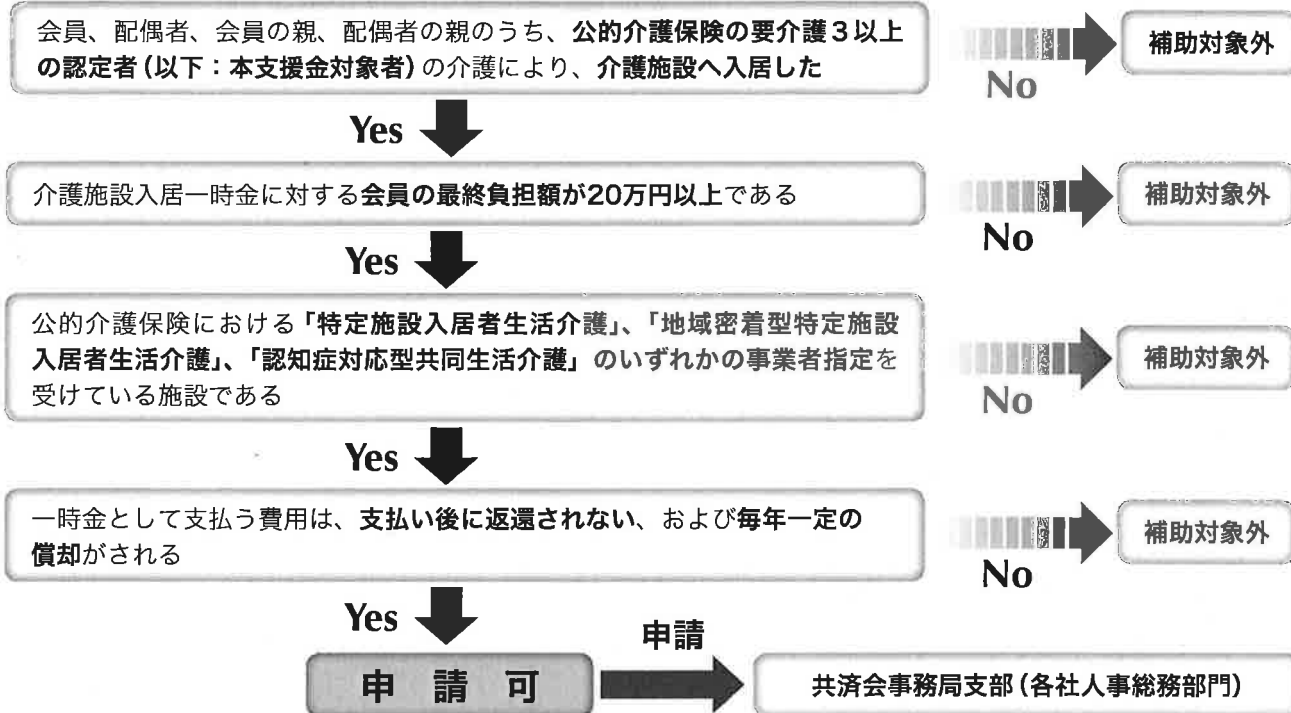 会員、配偶者、会員の親、配偶者の親のうち、公的介護保険の要介護3以上
の認定者(以下：本支援金対象者)の介護により、介護施設へ入居した
No
補助対象外
Yes
介護施設入居一時金に対する会員の最終負担額が20万円以上である
No
補助対象外
Yes
公的介護保険における「特定施設入居者生活介護」、「地域密着型特定施設
入居者生活介護」、「認知症対応型共同生活介護」のいずれかの事業者指定を
受けている施設である
No
補助対象外
Yes
一時金として支払う費用は、支払い後に返還されない、および毎年一定の
償却がされる
No
補助対象外
Yes
申請可
申請
共済会事務局支部(各社人事総務部門)